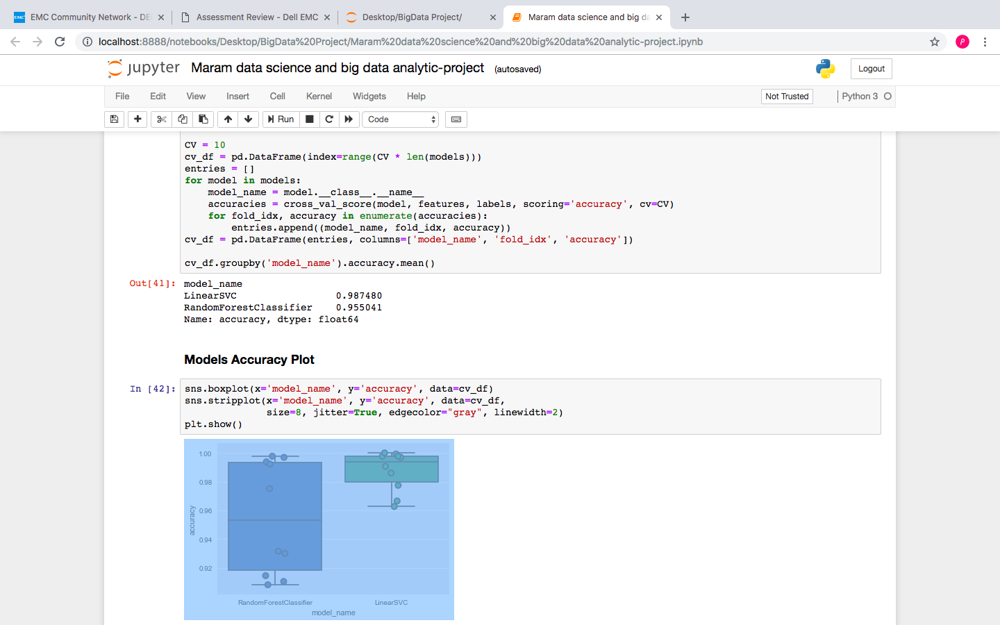 EMC Community Network - DE
Assessment Review - Dell EMC
Desktop/BigData Project/
Maram data science and big da
localhost:8888/notebooks/Desktop/BigData%20Project/Maram%20data%20science%20and%20big%20data%20analytic-project.ipynb
P
jupyter Maram data science and big data analytic-project (autosaved)
Logout
File Edit View Insert Cell Kernel Widgets Help
Not Trusted
Python 3
Run
Code
CV = 10
cv_df = pd.DataFrame(index=range(CV * len(models)))
entries = []
for model in models:
    model_name = model.__class__.__name__
    accuracies = cross_val_score(model, features, labels, scoring='accuracy', cv=CV)
    for fold_idx, accuracy in enumerate(accuracies):
        entries.append((model_name, fold_idx, accuracy))
cv_df = pd.DataFrame(entries, columns=['model_name', 'fold_idx', 'accuracy'])
cv_df.groupby('model_name').accuracy.mean()
Out[41]: model_name
LinearSVC 0.987480
RandomForestClassifier 0.955041
Name: accuracy, dtype: float64
Models Accuracy Plot
In [42]: sns.boxplot(x='model_name', y='accuracy', data=cv_df)
sns.stripplot(x='model_name', y='accuracy', data=cv_df,
              size=8, jitter=True, edgecolor="gray", linewidth=2)
plt.show()
1.00
0.98
0.96
0.94
0.92
accuracy
RandomForestClassifier LinearSVC
model_name